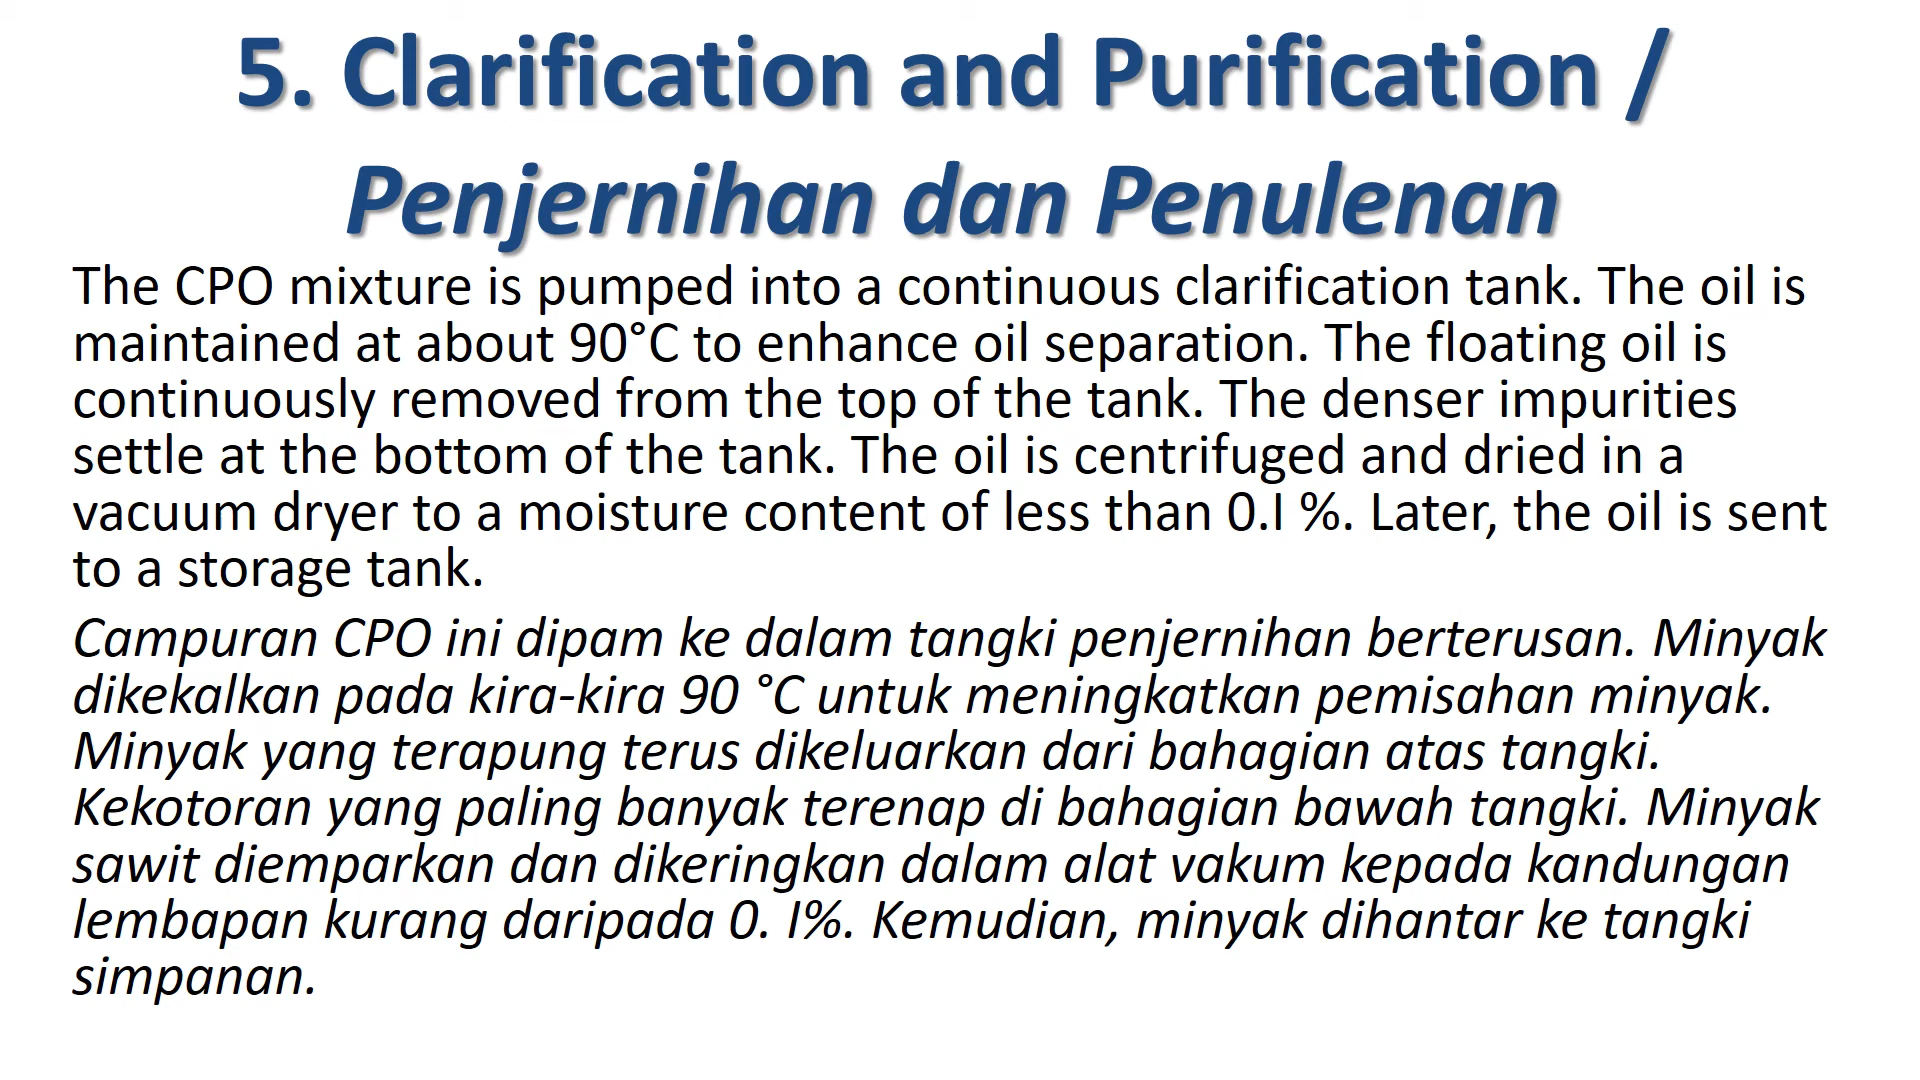 5. Clarification and Purification /
Penjernihan dan Penulenan
The CPO mixture is pumped into a continuous clarification tank. The oil is
maintained at about 90°C to enhance oil separation. The floating oil is
continuously removed from the top of the tank. The denser impurities
settle at the bottom of the tank. The oil is centrifuged and dried in a
vacuum dryer to a moisture content of less than 0.I %. Later, the oil is sent
to a storage tank.
Campuran CPO ini dipam ke dalam tangki penjernihan berterusan. Minyak
dikekalkan pada kira-kira 90 °C untuk meningkatkan pemisahan minyak.
Minyak yang terapung terus dikeluarkan dari bahagian atas tangki.
Kekotoran yang paling banyak terenap di bahagian bawah tangki. Minyak
sawit diemparkan dan dikeringkan dalam alat vakum kepada kandungan
lembapan kurang daripada 0. I%. Kemudian, minyak dihantar ke tangki
simpanan.